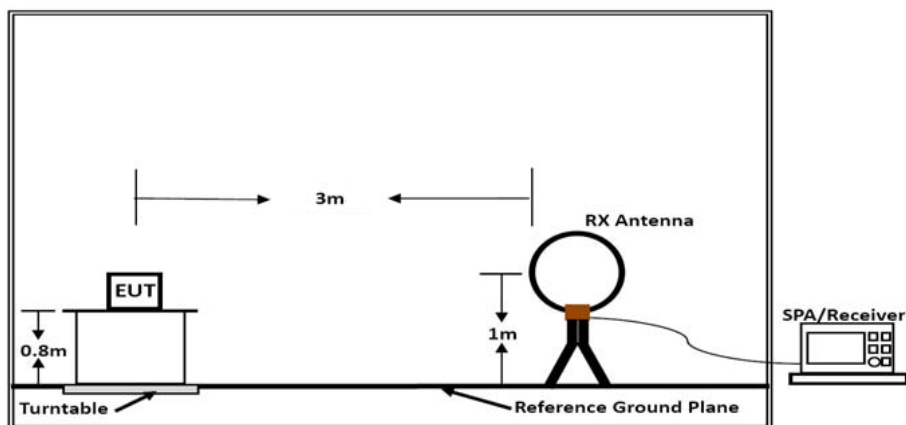 3m
RX Antenna
EUT
0.8m
1m
SPA/Receiver
Turntable
Reference Ground Plane